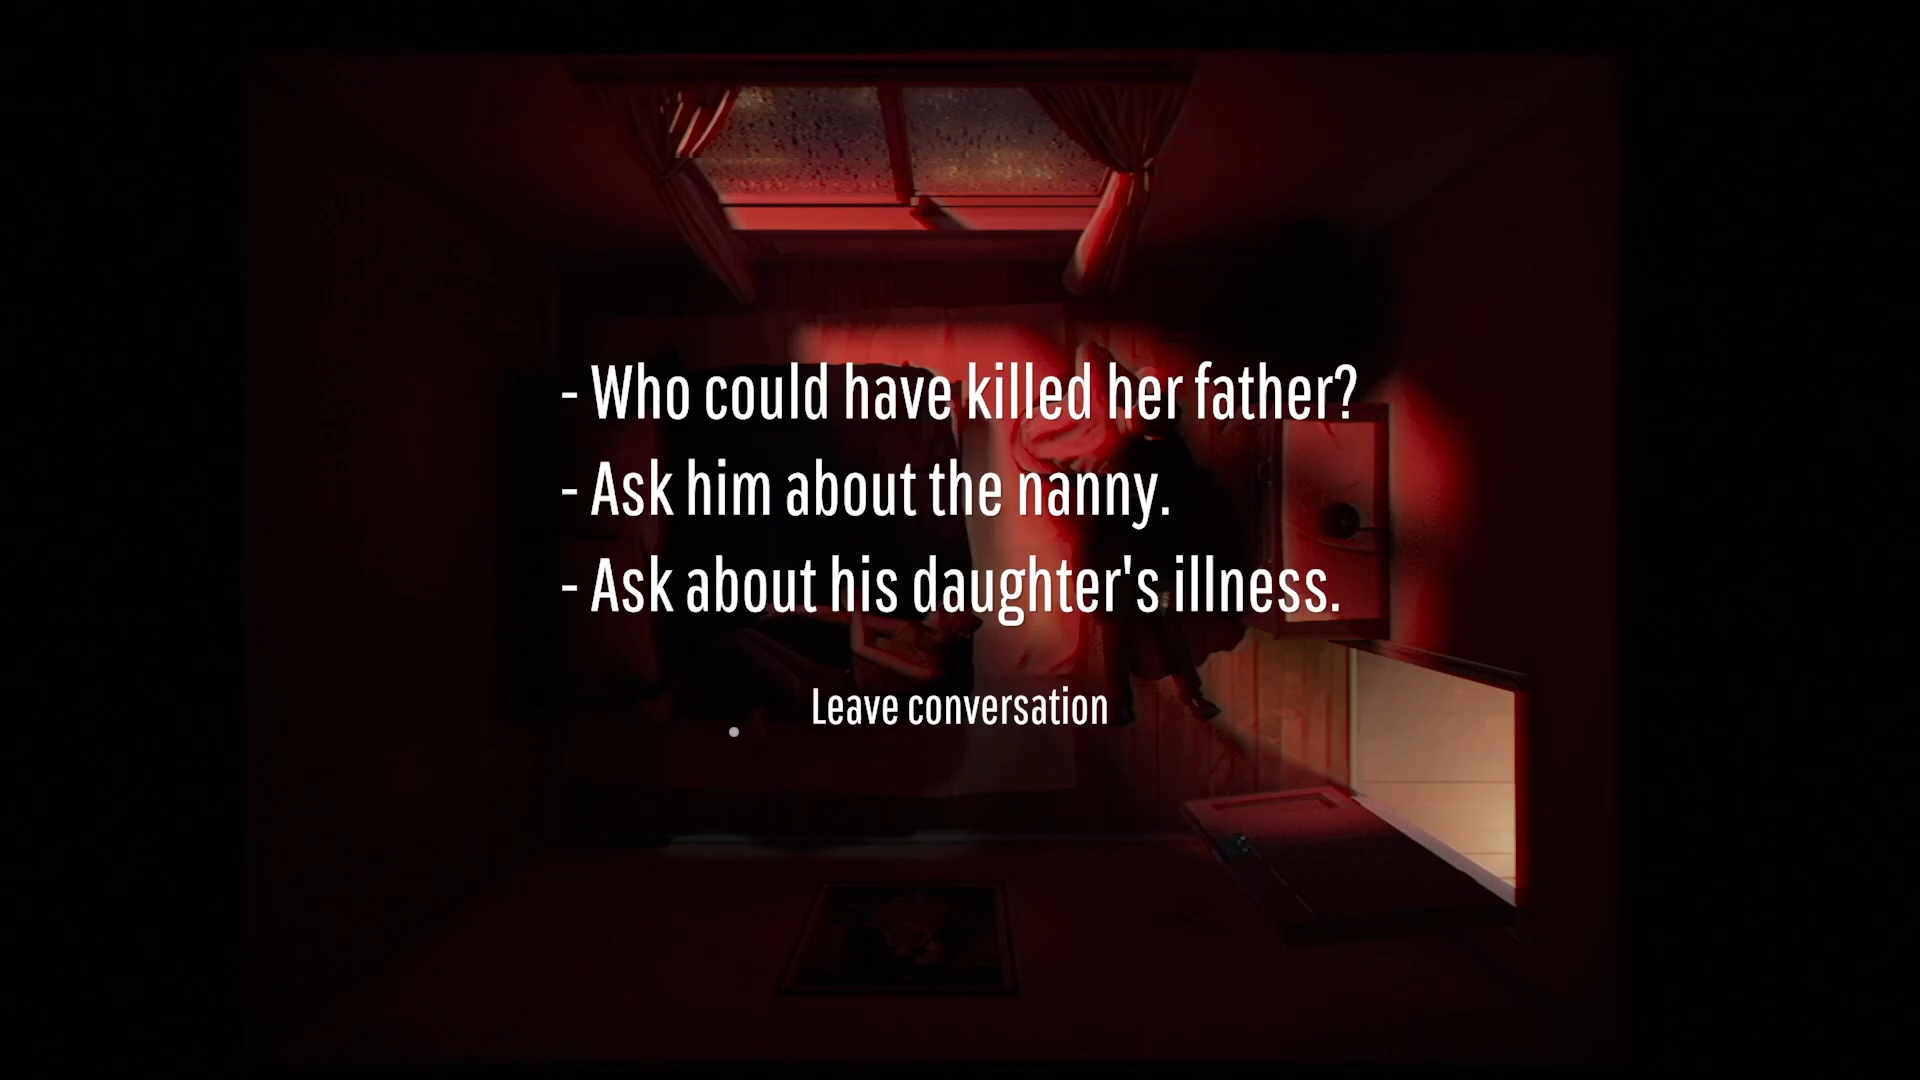 - Who could have killed her father?
- Ask him about the nanny.
- Ask about his daughter's illness.
Leave conversation